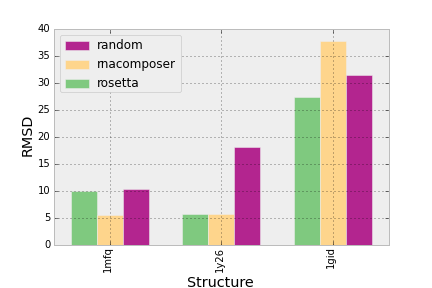 40
35
30
25
20
15
10
5
0
RMSD
random
rnacomposer
rosetta
1mfq
1y26
1gid
Structure